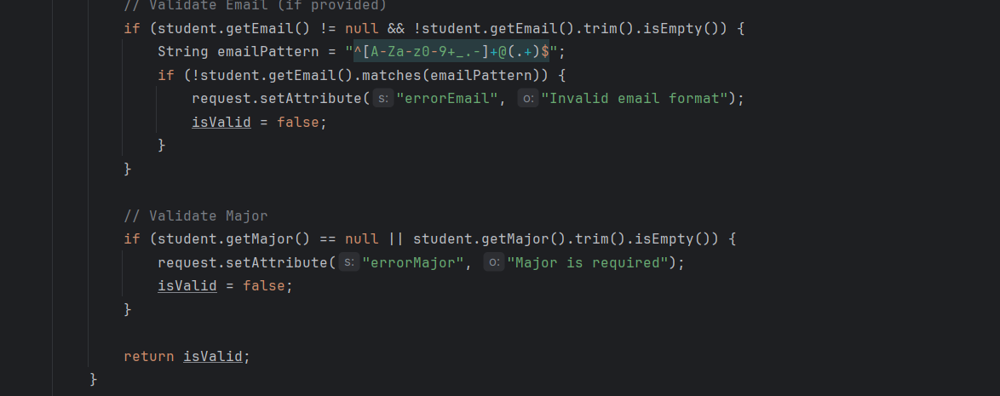 // Validate Email (if provided)
if (student.getEmail() != null && !student.getEmail().trim().isEmpty()) {
String emailPattern = "^[A-Za-z0-9+_.-]+@(.+)$";
if (!student.getEmail().matches(emailPattern)) {
request.setAttribute( s: "errorEmail", o: "Invalid email format");
isValid = false;
}
}
// Validate Major
if (student.getMajor() == null || student.getMajor().trim().isEmpty()) {
request.setAttribute( s: "errorMajor", o: "Major is required");
isValid = false;
}
return isValid;
}